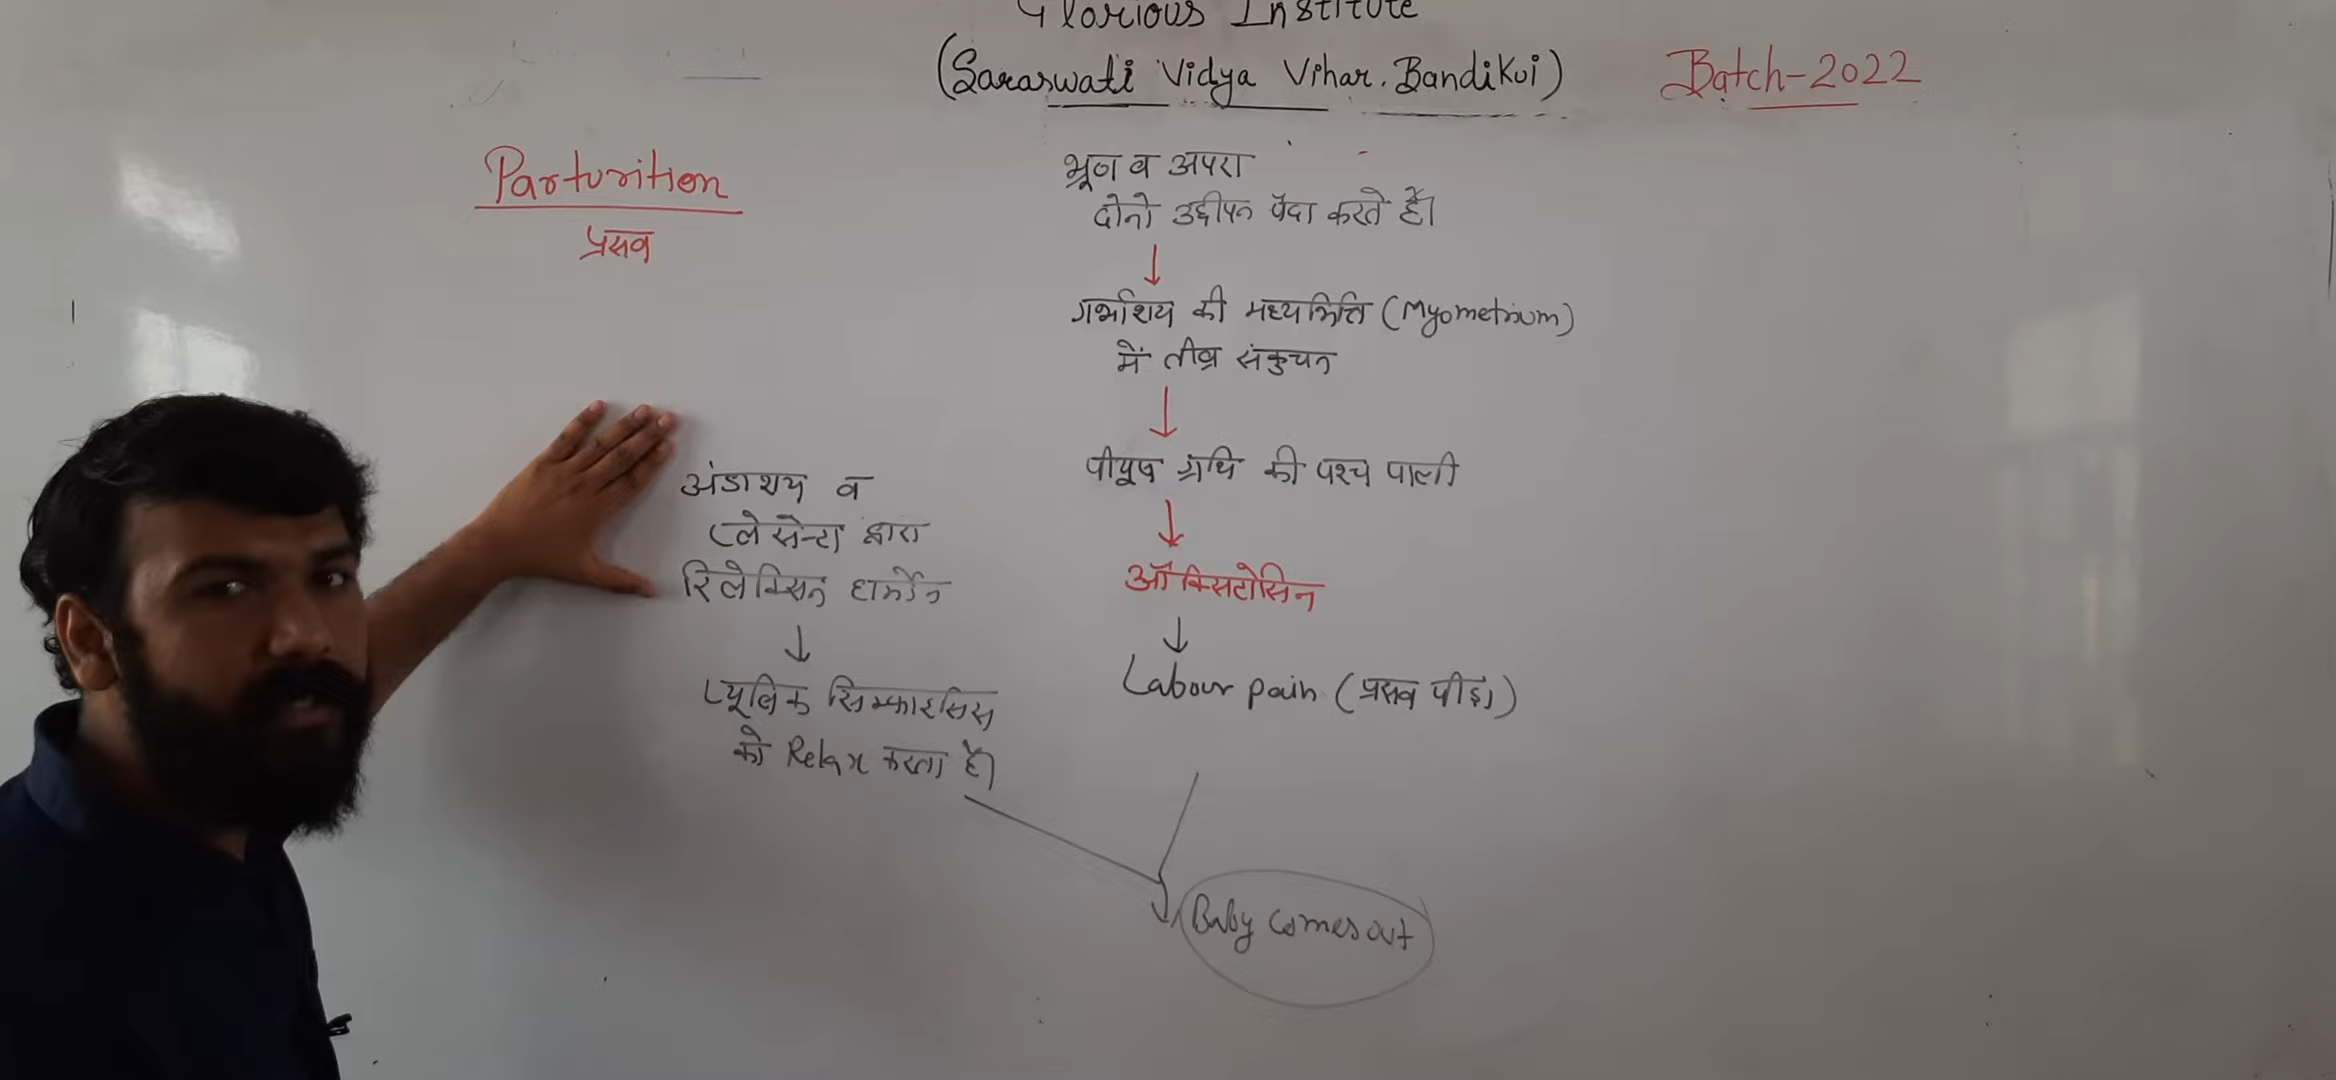 Glorious Institute
(Saraswati Vidya Vihar, Bandikui)
Batch-2022
Parturition
प्रसव
भ्रूण व अपरा
दोनो उद्दीपन पैदा करते हैं।
↓
गर्भाशय की मध्यभित्ति (Myometrium)
में तीव्र संकुचन
↓
पीयूष ग्रंथि की पश्च पाली
↓
ऑक्सिटोसिन
↓
Labour pain (प्रसव पीड़ा)
अंडाशय व
प्लेसेन्टा द्वारा
रिलेक्सिन हार्मोन
↓
प्यूबिक सिम्फाइसिस
को Relax करता है।
Baby comes out